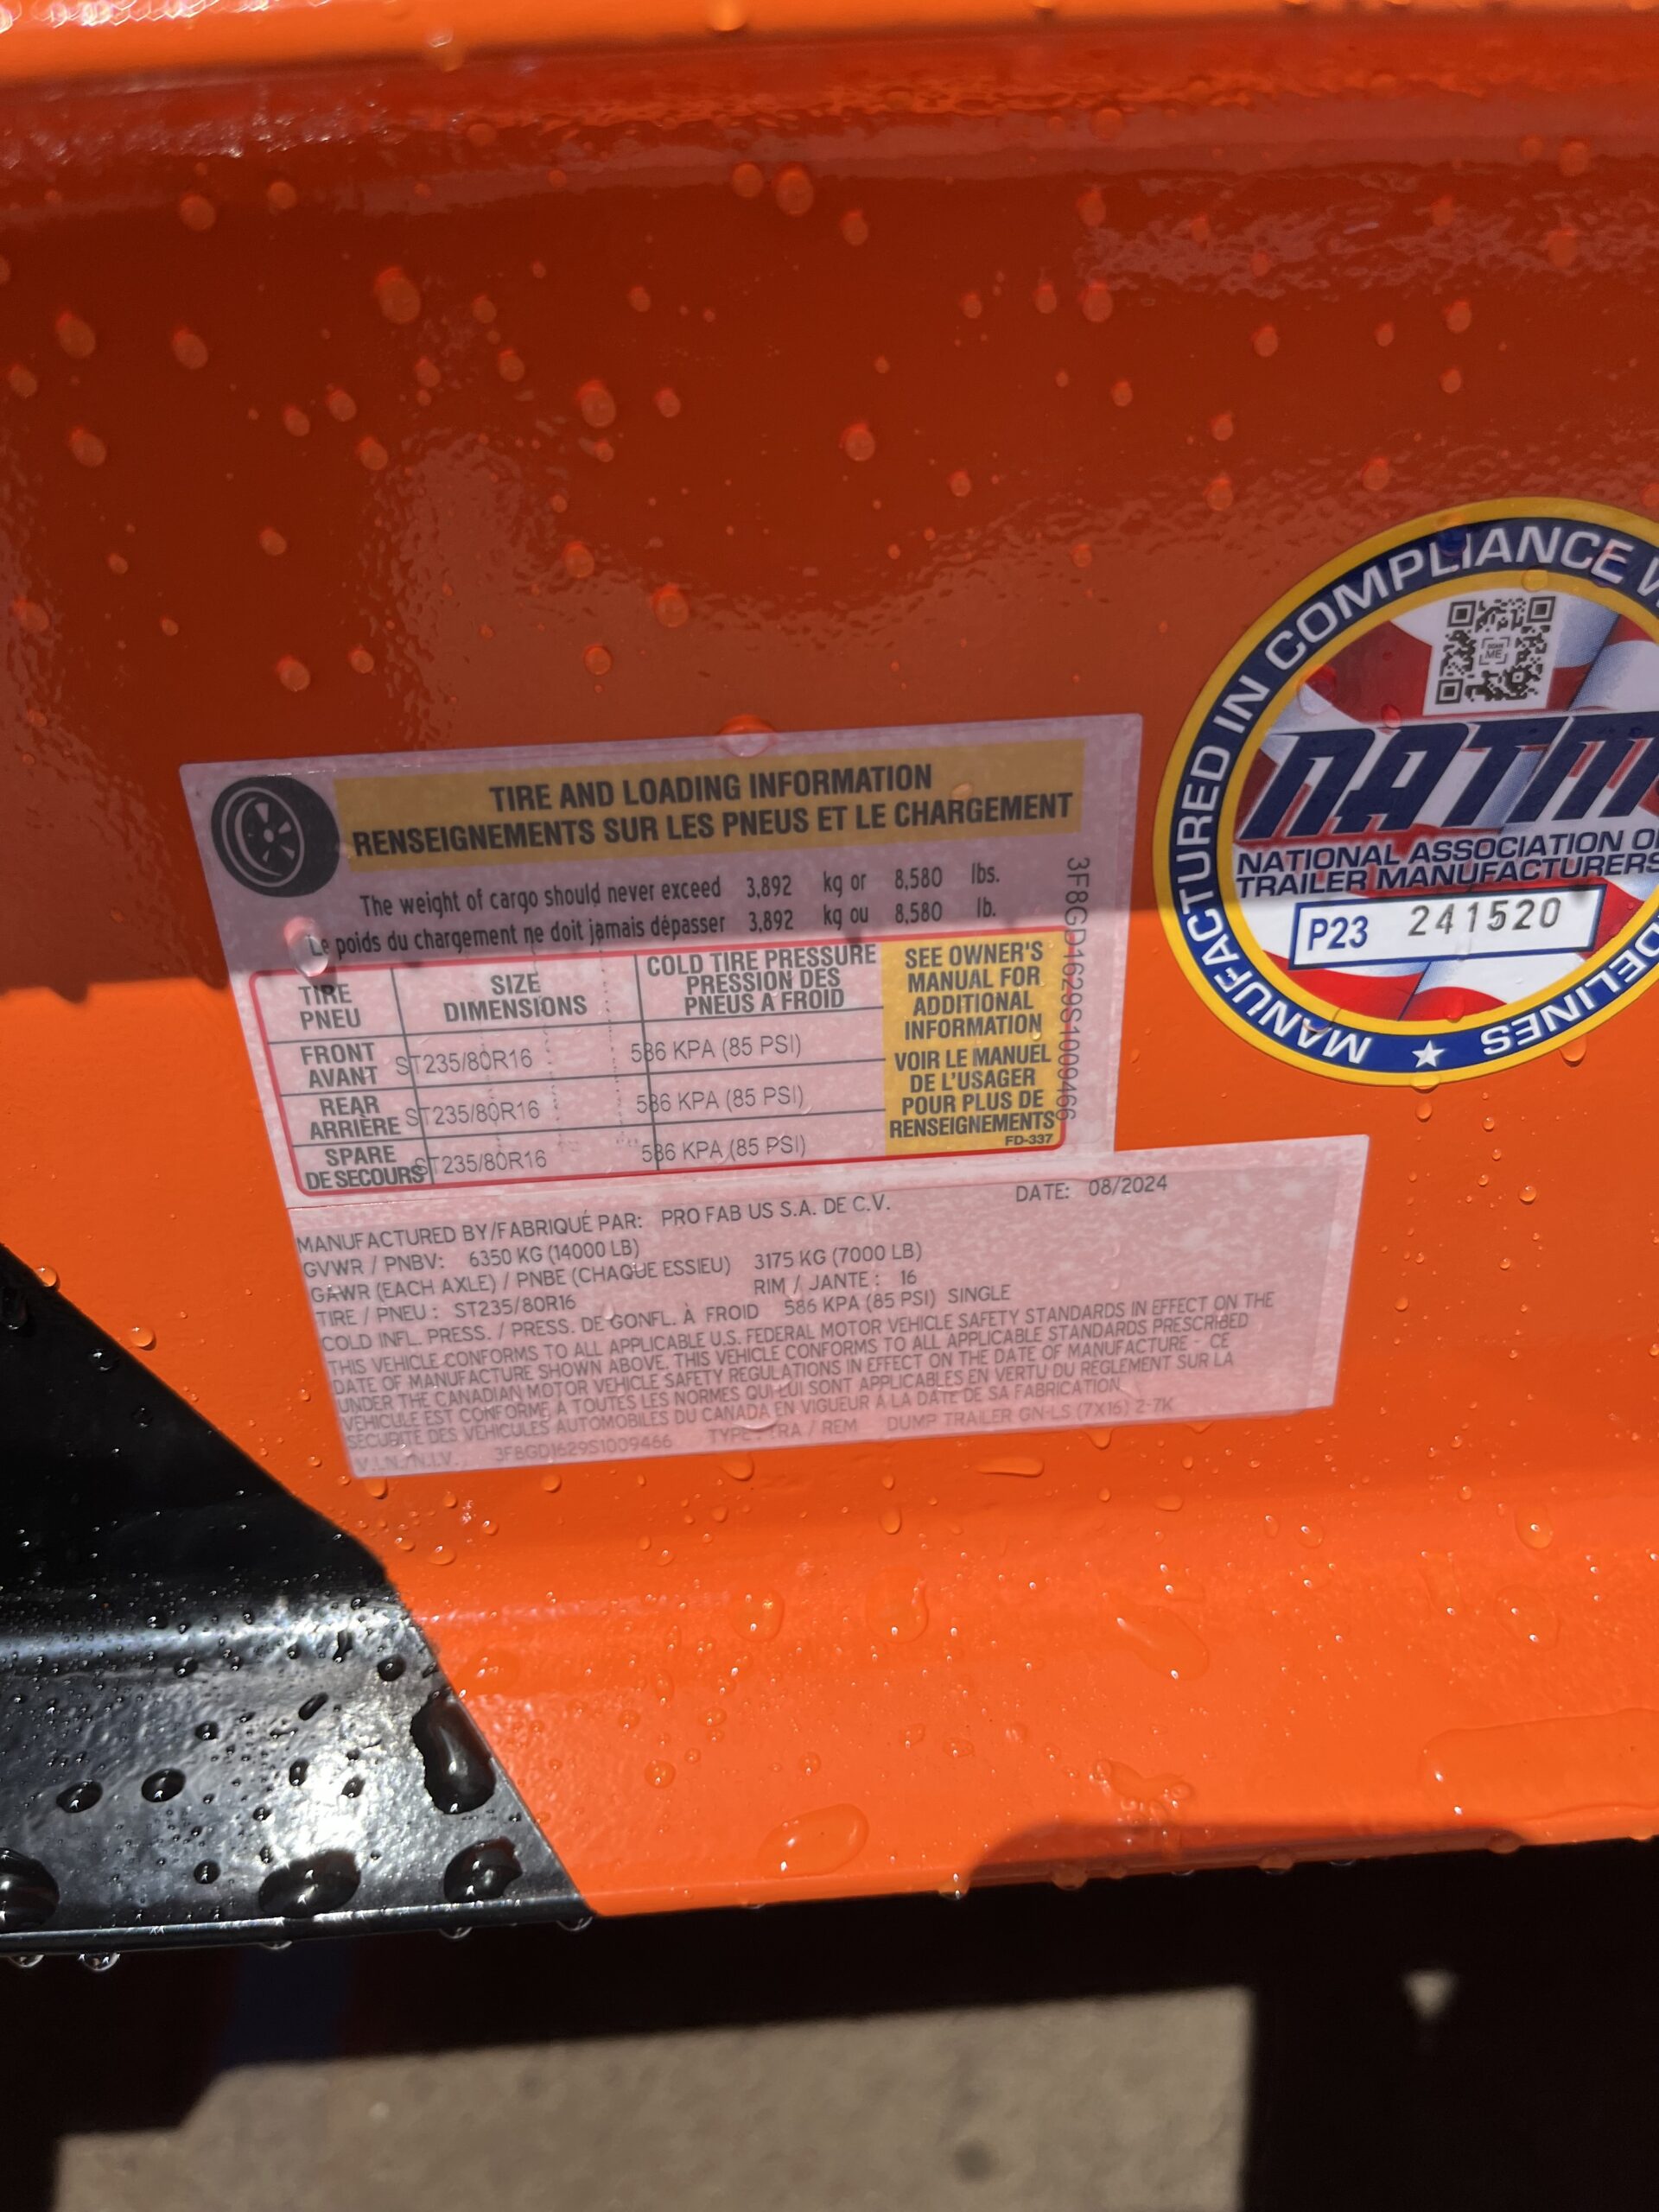 TIRE AND LOADING INFORMATION
RENSEIGNEMENTS SUR LES PNEUS ET LE CHARGEMENT
The weight of cargo should never exceed 3,892 kg or 8,580 lbs.
Le poids du chargement ne doit jamais dépasser 3,892 kg ou 8,580 lb.
TIRE
PNEU
SIZE
DIMENSIONS
COLD TIRE PRESSURE
PRESSION DES
PNEUS A FROID
FRONT
AVANT
ST235/80R16
586 KPA (85 PSI)
REAR
ARRIÈRE
ST235/80R16
586 KPA (85 PSI)
SPARE
DE SECOURS
ST235/80R16
586 KPA (85 PSI)
SEE OWNER'S
MANUAL FOR
ADDITIONAL
INFORMATION
VOIR LE MANUEL
DE L'USAGER
POUR PLUS DE
RENSEIGNEMENTS
FD-337
3F8GD1629S1009466
MANUFACTURED BY/FABRIQUÉ PAR: PRO FAB US S.A. DE C.V. DATE: 08/2024
GVWR / PNBV: 6350 KG (14000 LB)
GAWR (EACH AXLE) / PNBE (CHAQUE ESSIEU) 3175 KG (7000 LB)
TIRE / PNEU : ST235/80R16 RIM / JANTE : 16
COLD INFL. PRESS. / PRESS. DE GONFL. À FROID 586 KPA (85 PSI) SINGLE
THIS VEHICLE CONFORMS TO ALL APPLICABLE U.S. FEDERAL MOTOR VEHICLE SAFETY STANDARDS IN EFFECT ON THE
DATE OF MANUFACTURE SHOWN ABOVE. THIS VEHICLE CONFORMS TO ALL APPLICABLE STANDARDS PRESCRIBED
UNDER THE CANADIAN MOTOR VEHICLE SAFETY REGULATIONS IN EFFECT ON THE DATE OF MANUFACTURE - CE
VEHICULE EST CONFORME A TOUTES LES NORMES QUI LUI SONT APPLICABLES EN VERTU DU REGLEMENT SUR LA
SECURITE DES VEHICULES AUTOMOBILES DU CANADA EN VIGUEUR À LA DATE DE SA FABRICATION
V.I.N./N.I.V. 3F8GD1629S1009466 TYPE: TRA / REM DUMP TRAILER GN-LS (7X16) 2-7K
MANUFACTURED IN COMPLIANCE
SCAN
ME
NATM
NATIONAL ASSOCIATION
TRAILER MANUFACTURERS
P23 241520